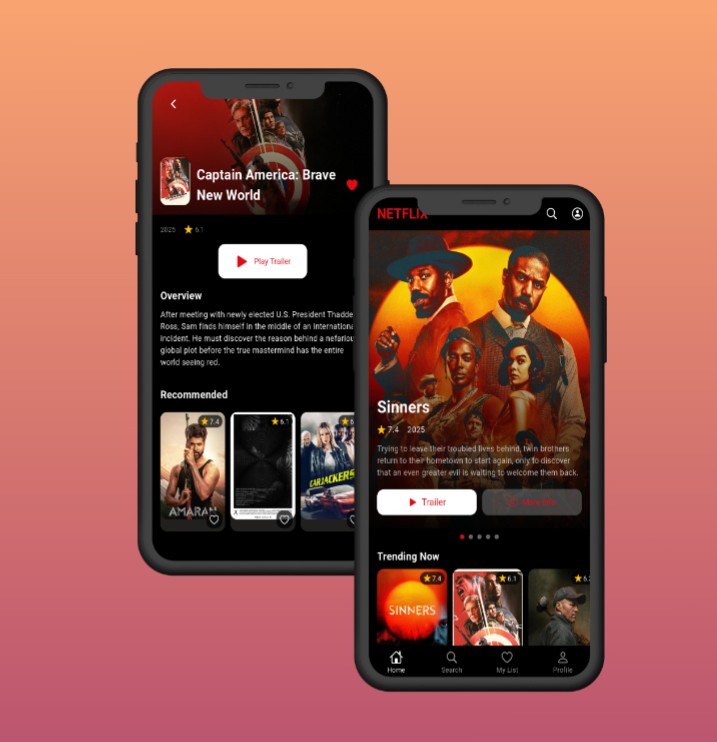 Captain America: Brave
New World
2025 6.1
Play Trailer
Overview
After meeting with newly elected U.S. President Thadde
Ross, Sam finds himself in the middle of an internationa
incident. He must discover the reason behind a nefariou
global plot before the true mastermind has the entire
world seeing red.
Recommended
7.4
6.1
6
AMARAN
CARJACKERS
NETFLIX
Sinners
7.4 2025
Trying to leave their troubled lives behind, twin brothers
return to their hometown to start again, only to discover
that an even greater evil is waiting to welcome them back.
Trailer
Trending Now
7.4
6.1
6.
SINNERS
Home Search My List Profile